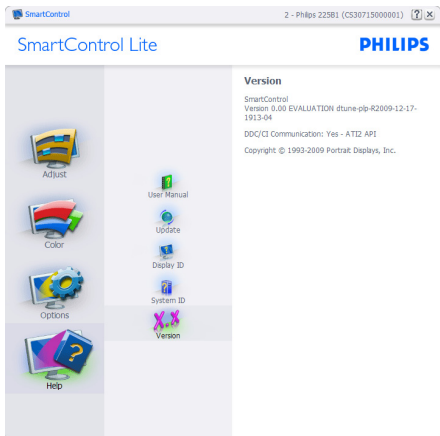 SmartControl
2 - Philips 225B1 (CS30715000001)
? X
SmartControl Lite
PHILIPS
Adjust
Color
Options
Help
User Manual
Update
Display ID
System ID
X.X
Version
Version
SmartControl
Version 0.00 EVALUATION dtune-plp-R2009-12-17-
1913-04
DDC/CI Communication: Yes - ATI2 API
Copyright © 1993-2009 Portrait Displays, Inc.